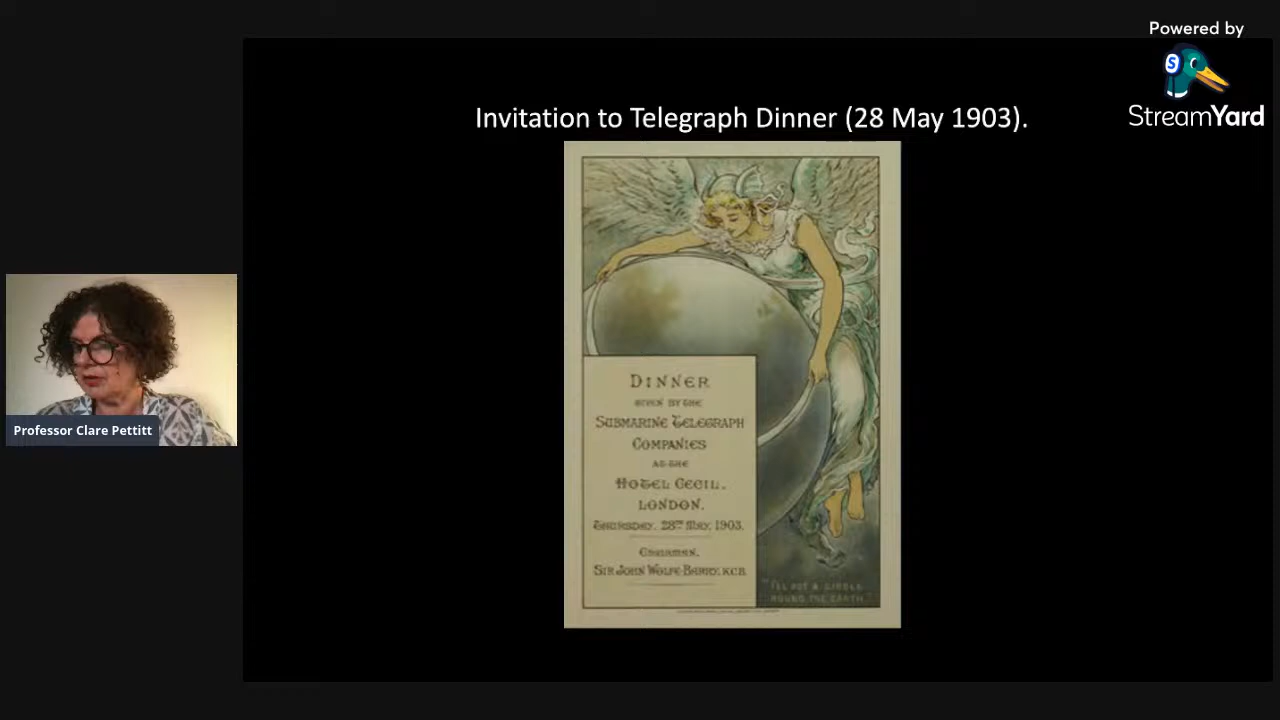 Powered by
StreamYard
Invitation to Telegraph Dinner (28 May 1903).
DINNER
GIVEN BY THE
SUBMARINE TELEGRAPH
COMPANIES
AT THE
HOTEL CECIL.
LONDON.
THURSDAY. 28TH MAY, 1903.
CHAIRMAN.
SIR JOHN WOLFE-BARRY, K.C.B.
"I'LL PUT A GIRDLE
ROUND THE EARTH."
Professor Clare Pettitt